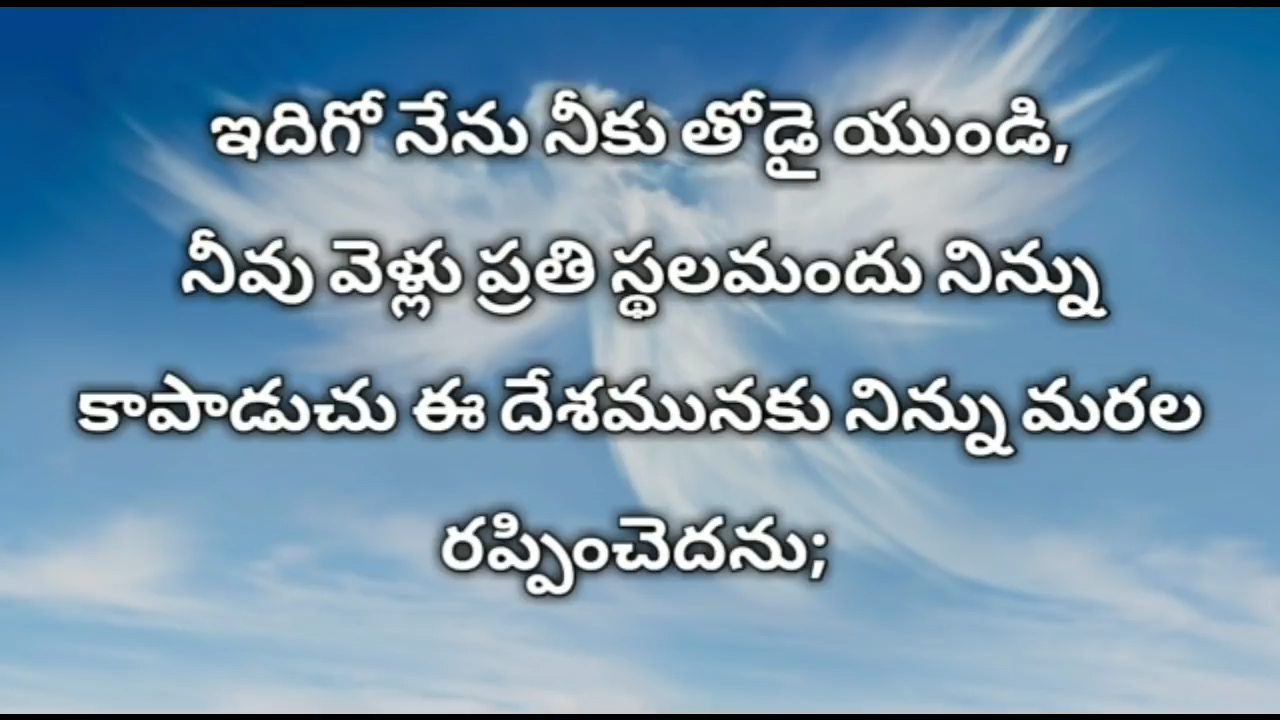 ఇదిగో నేను నీకు తోడై యుండి,
నీవు వెళ్లు ప్రతి స్థలమందు నిన్ను
కాపాడుచు ఈ దేశమునకు నిన్ను మరల
రప్పించెదను;